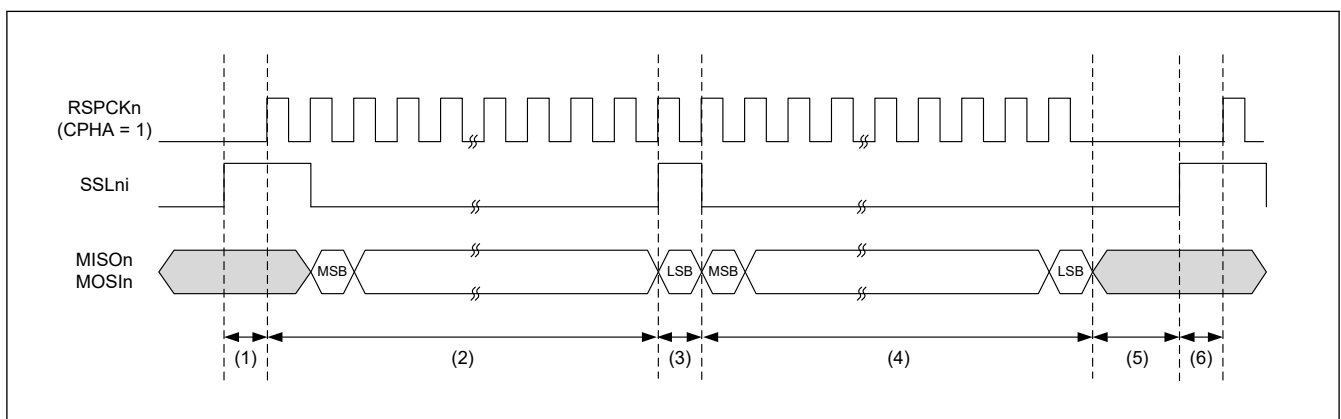 RSPCKn
(CPHA = 1)
SSLni
MISOn
MOSIn
MSB
LSB
MSB
LSB
(1)
(2)
(3)
(4)
(5)
(6)